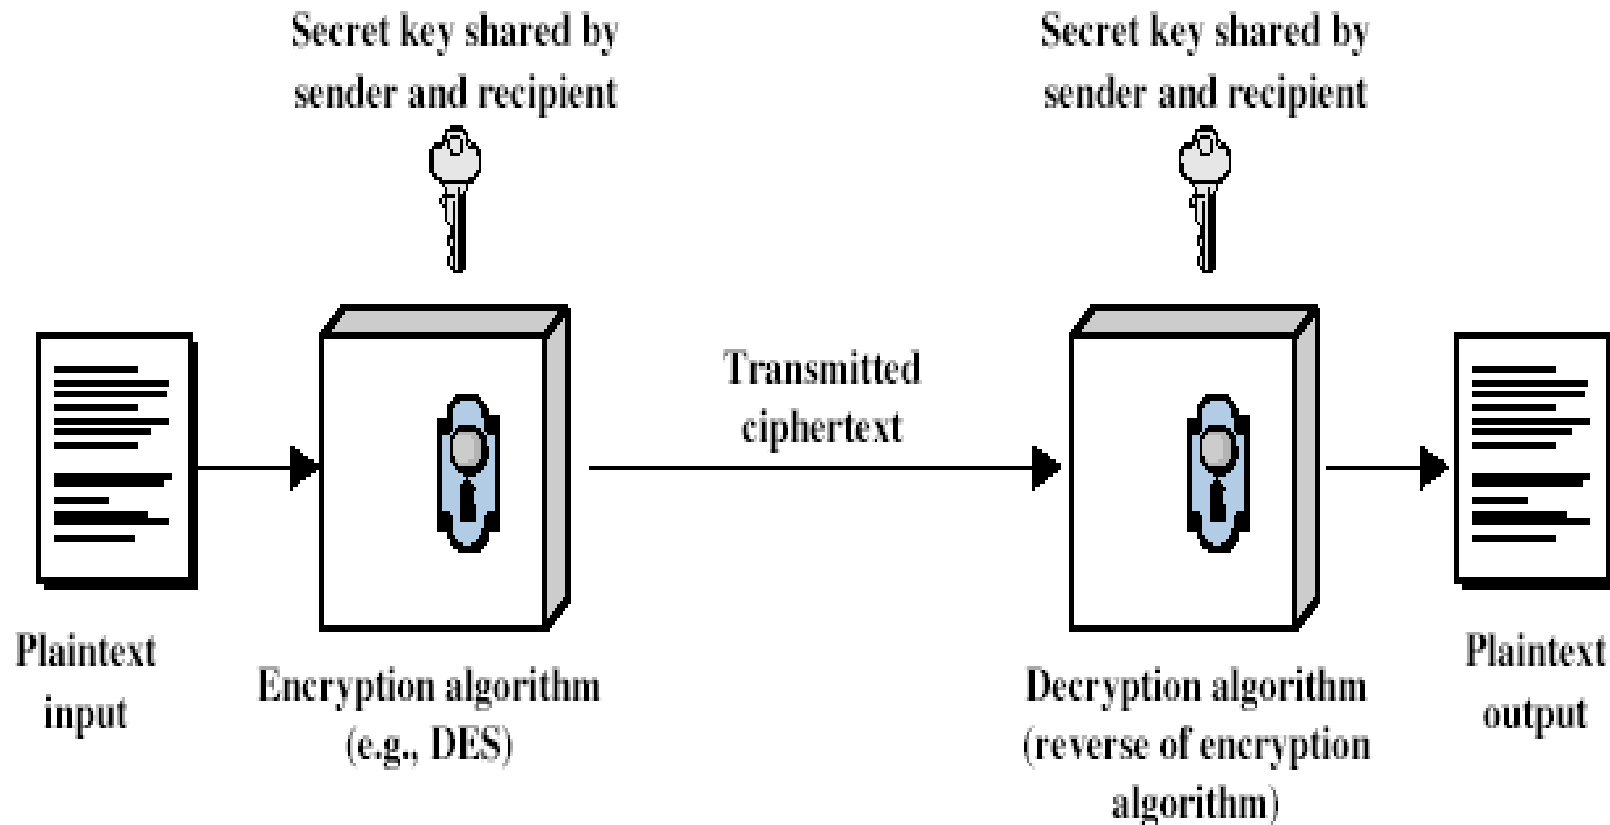 Secret key shared by
sender and recipient
Secret key shared by
sender and recipient
Transmitted
ciphertext
Plaintext
input
Encryption algorithm
(e.g., DES)
Decryption algorithm
(reverse of encryption
algorithm)
Plaintext
output